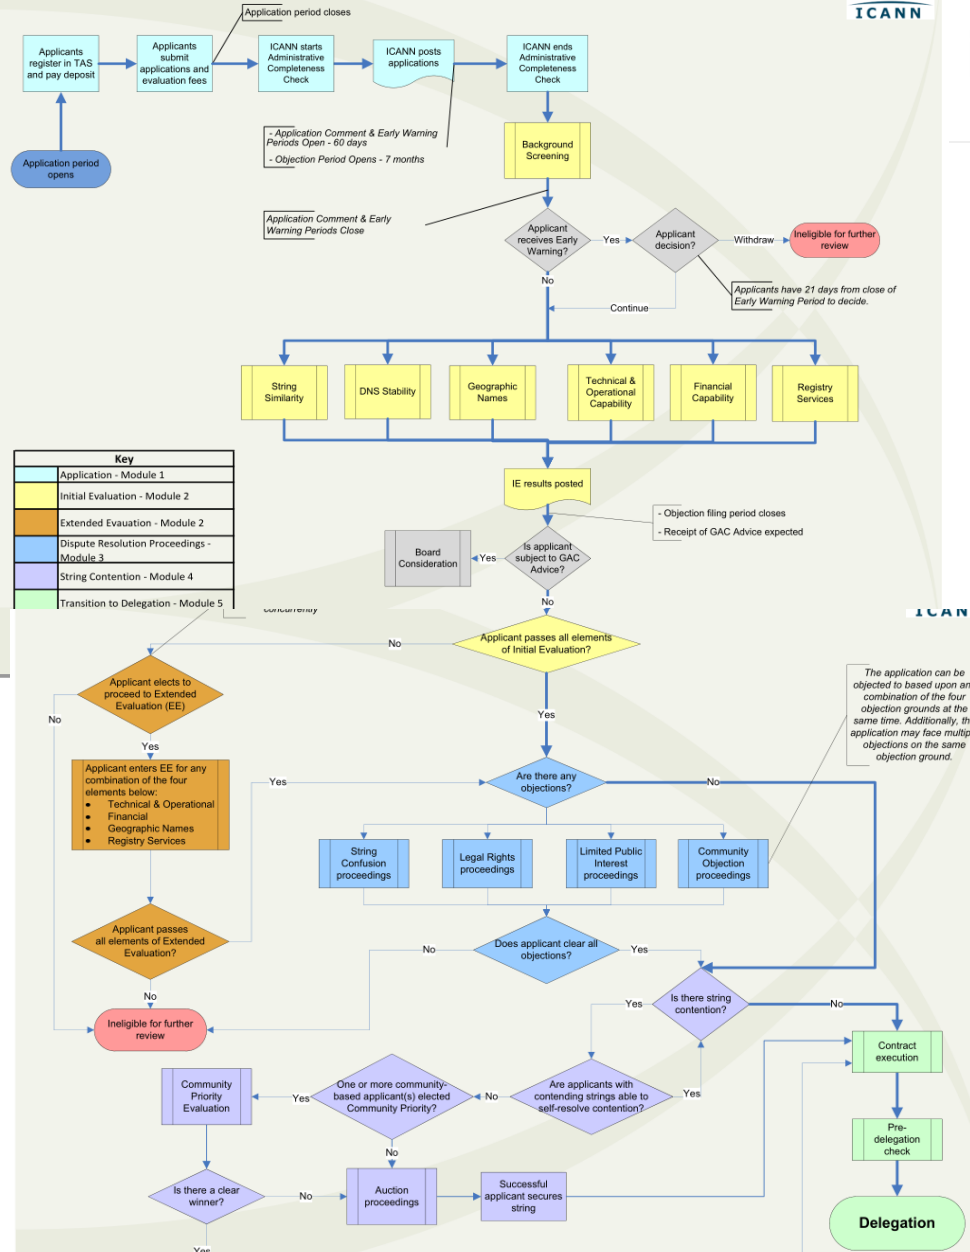 Application period closes
ICANN
Applicants
register in TAS
and pay deposit
Applicants
submit
applications and
evaluation fees
ICANN starts
Administrative
Completeness
Check
ICANN posts
applications
ICANN ends
Administrative
Completeness
Check
- Application Comment & Early Warning
Periods Open - 60 days
- Objection Period Opens - 7 months
Background
Screening
Application period
opens
Application Comment & Early
Warning Periods Close
Applicant
receives Early
Warning?
Yes
Applicant
decision?
Withdraw
Ineligible for further
review
No
Applicants have 21 days from close of
Early Warning Period to decide.
Continue
String
Similarity
DNS Stability
Geographic
Names
Technical &
Operational
Capability
Financial
Capability
Registry
Services
Key
Application - Module 1
Initial Evaluation - Module 2
Extended Evauation - Module 2
Dispute Resolution Proceedings -
Module 3
String Contention - Module 4
Transition to Delegation - Module 5
IE results posted
- Objection filing period closes
- Receipt of GAC Advice expected
Board
Consideration
Yes
Is applicant
subject to GAC
Advice?
No
concurrently
ICANN
No
Applicant passes all elements
of Initial Evaluation?
Applicant elects to
proceed to Extended
Evaluation (EE)
No
Yes
Yes
The application can be
objected to based upon
combination of the four
objection grounds at the
same time. Additionally,
application may face
objections on the same
objection ground.
Applicant enters EE for any
combination of the four
elements below:
• Technical & Operational
• Financial
• Geographic Names
• Registry Services
Yes
Are there any
objections?
No
String
Confusion
proceedings
Legal Rights
proceedings
Limited Public
Interest
proceedings
Community
Objection
proceedings
Applicant passes
all elements of Extended
Evaluation?
No
No
Does applicant clear all
objections?
Yes
Ineligible for further
review
Yes
Is there string
contention?
No
Contract
execution
Community
Priority
Evaluation
Yes
One or more community-
based applicant(s) elected
Community Priority?
No
Are applicants with
contending strings able to
self-resolve contention?
Yes
No
Pre-
delegation
check
Is there a clear
winner?
No
Auction
proceedings
Successful
applicant secures
string
Delegation
Yes